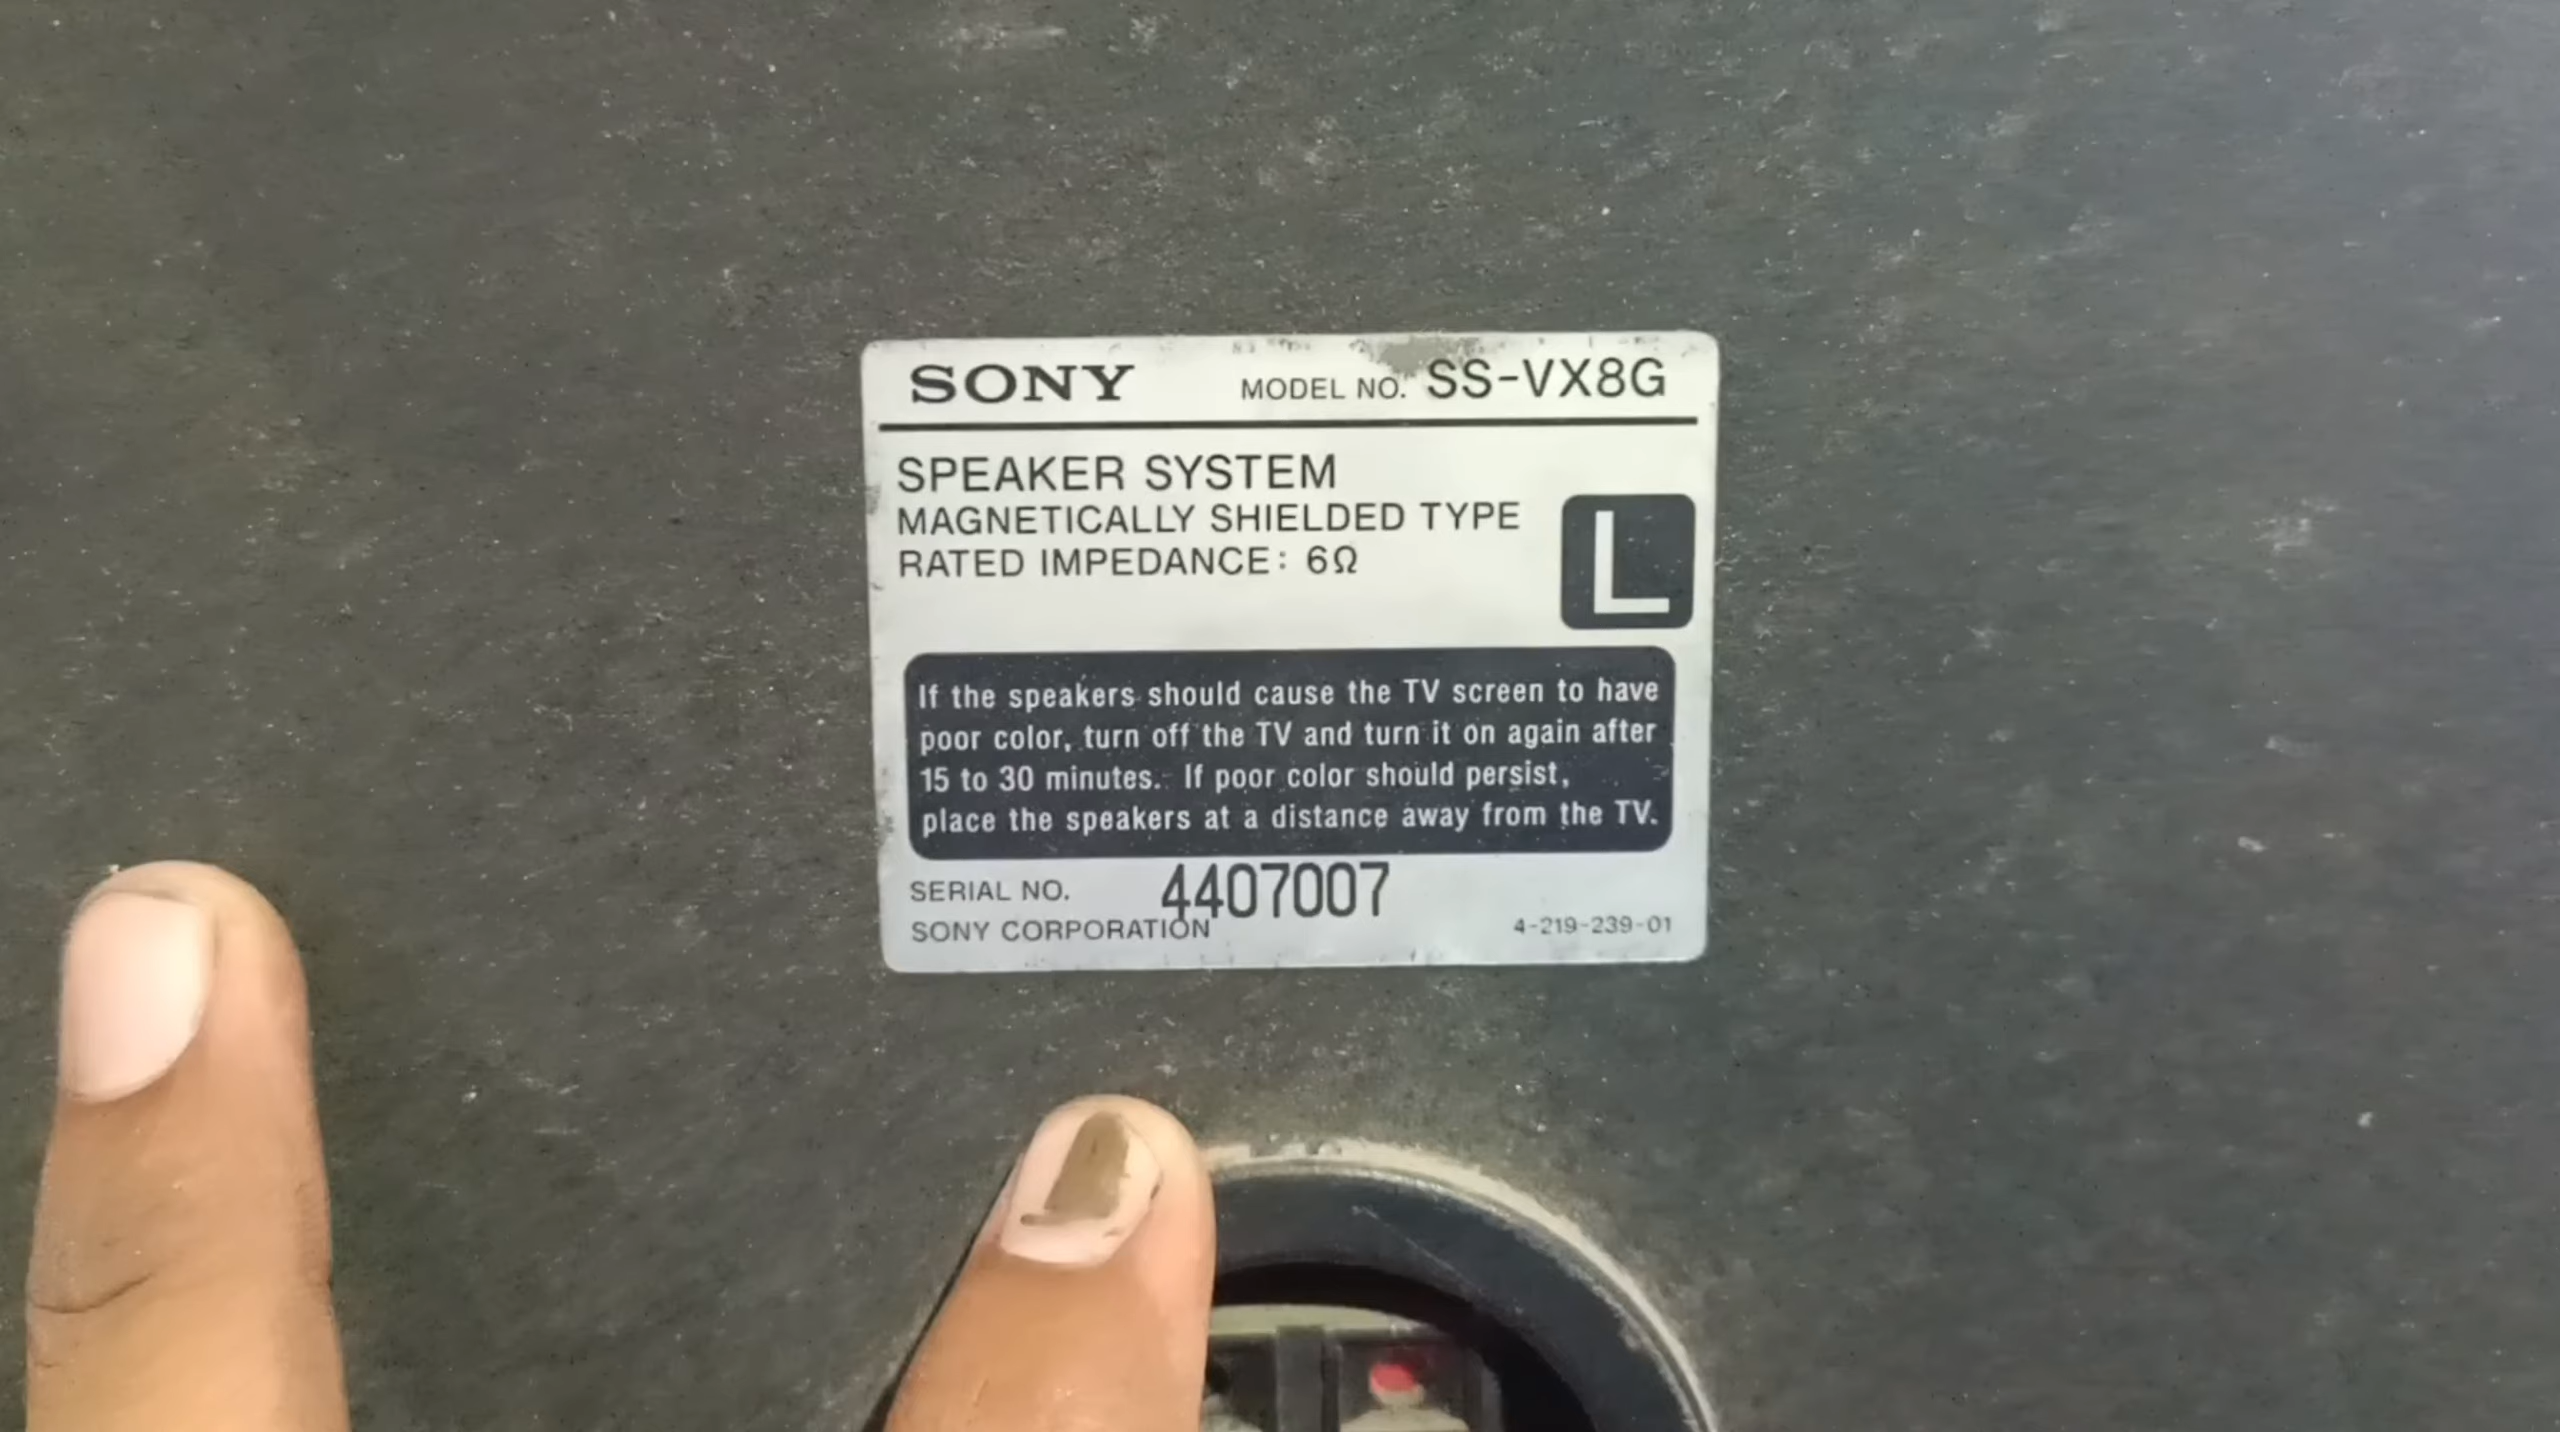 SONY MODEL NO. SS-VX8G
SPEAKER SYSTEM
MAGNETICALLY SHIELDED TYPE
RATED IMPEDANCE: 6Ω
L
If the speakers should cause the TV screen to have
poor color, turn off the TV and turn it on again after
15 to 30 minutes. If poor color should persist,
place the speakers at a distance away from the TV.
SERIAL NO. 4407007
SONY CORPORATION 4-219-239-01